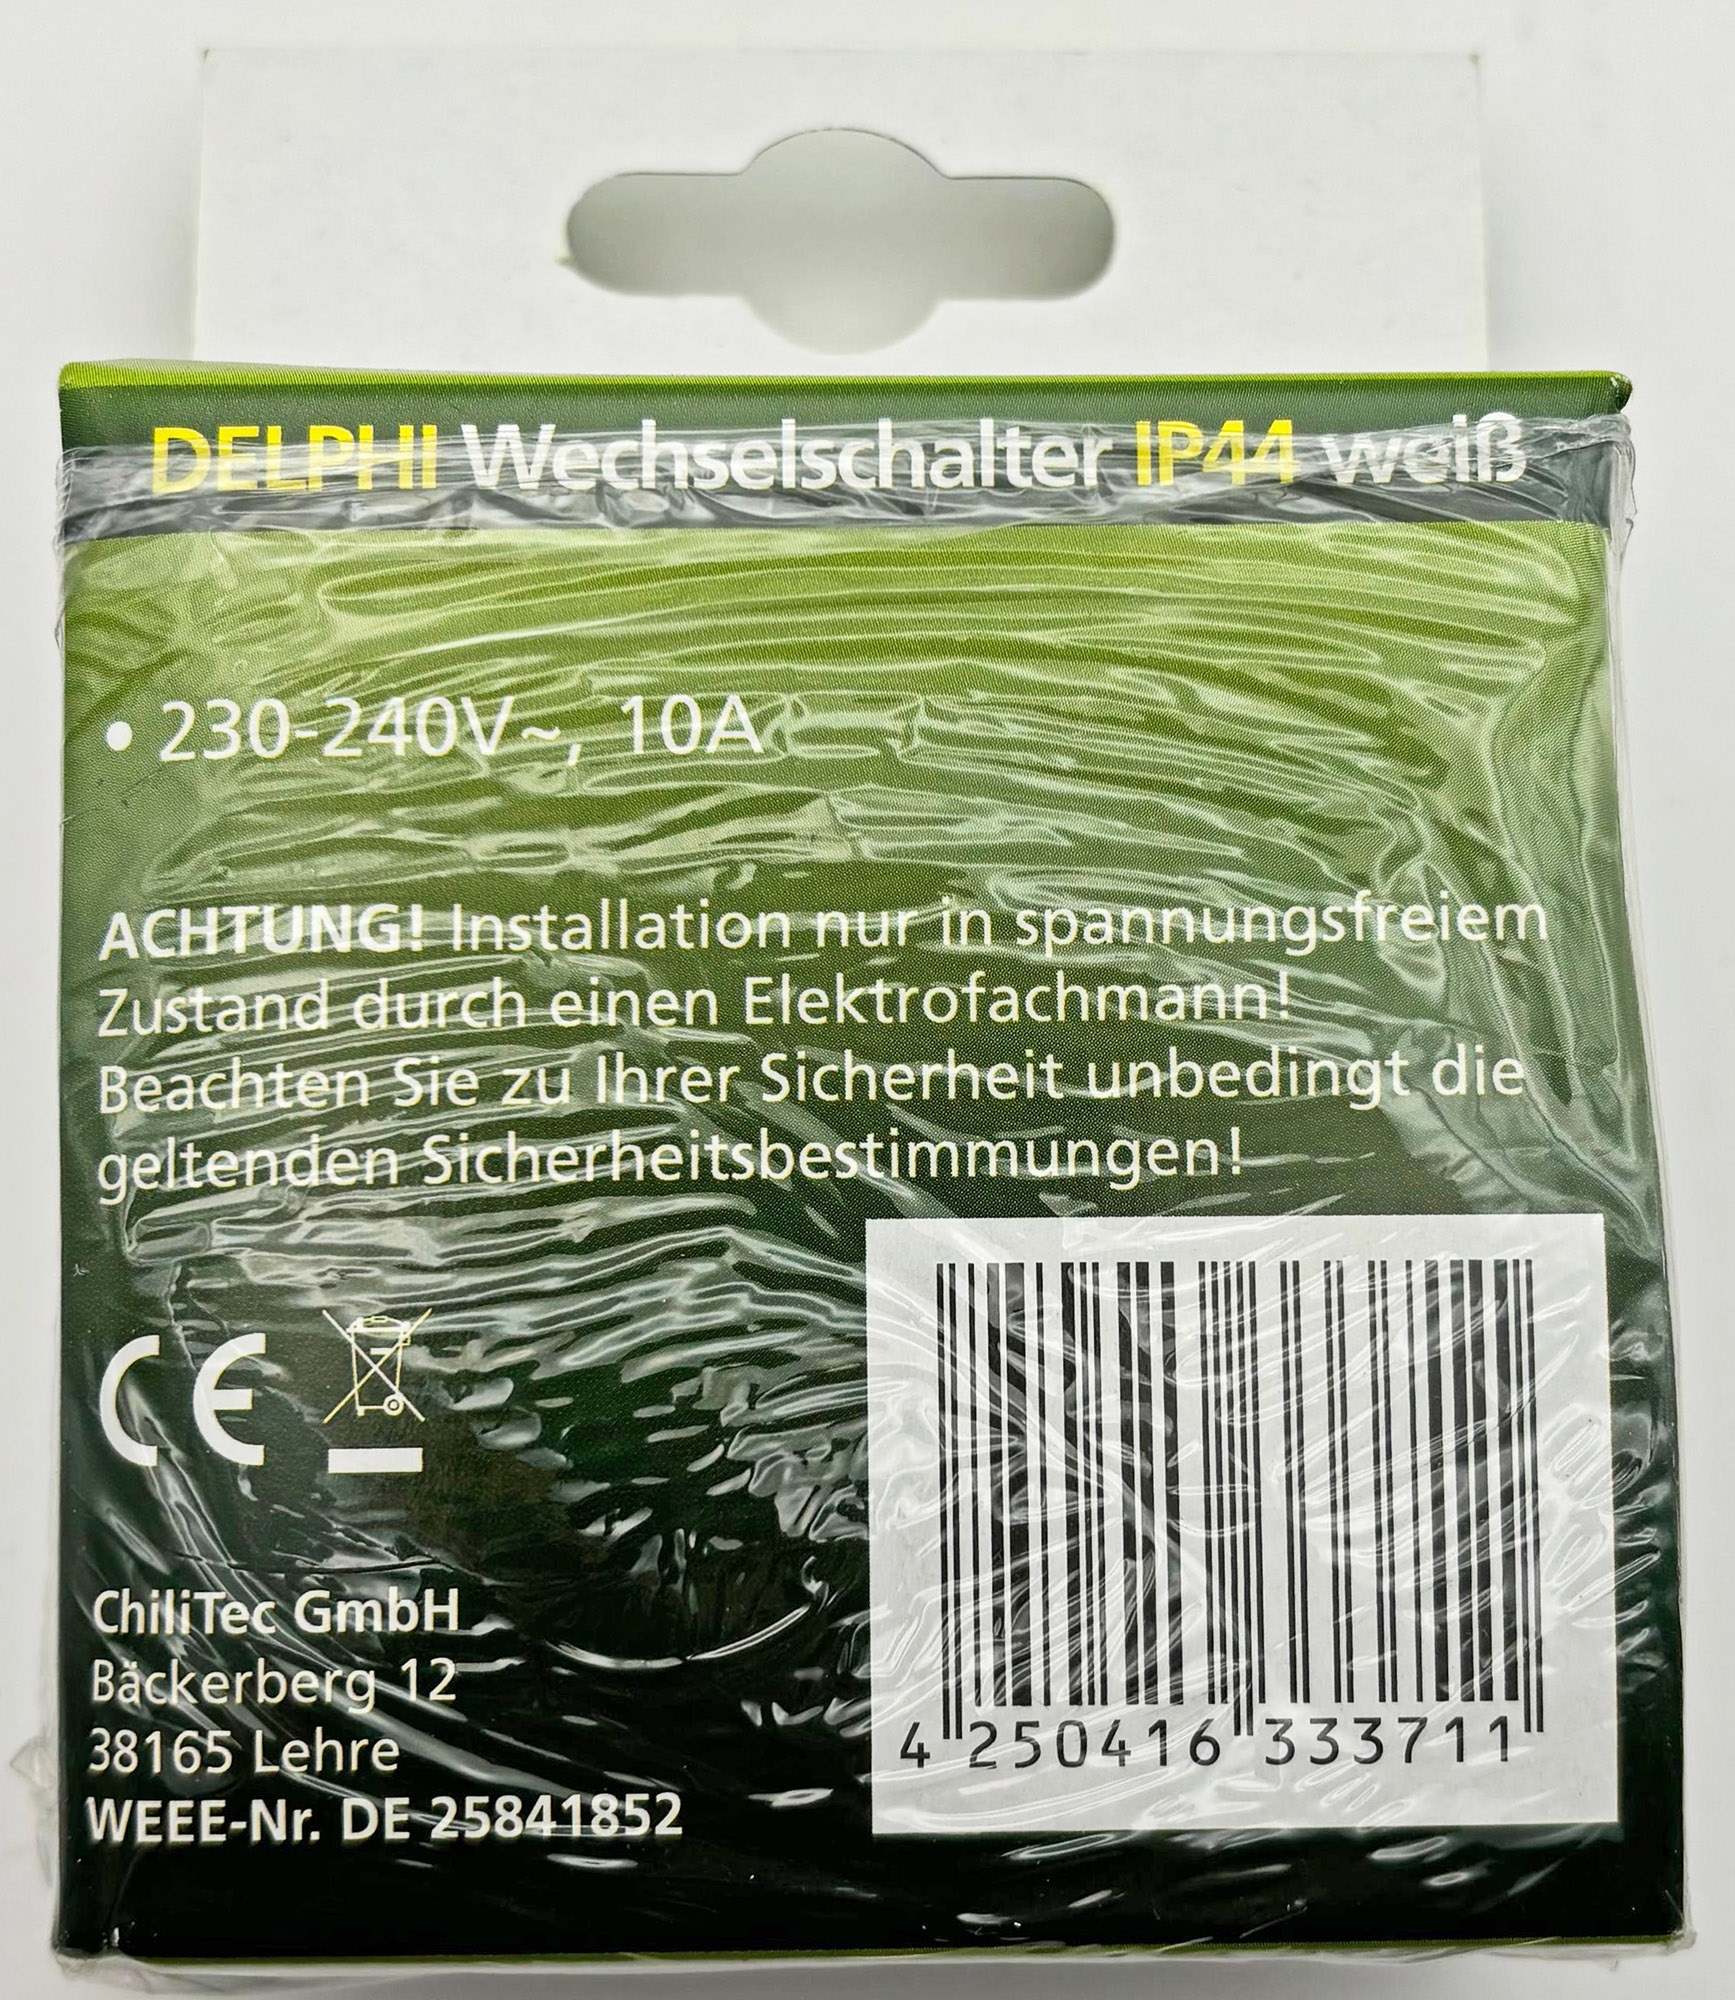 DELPHI Wechselschalter IP44 weiß
• 230-240V~, 10A
ACHTUNG! Installation nur in spannungsfreiem
Zustand durch einen Elektrofachmann!
Beachten Sie zu Ihrer Sicherheit unbedingt die
geltenden Sicherheitsbestimmungen!
CE
ChiliTec GmbH
Bäckerberg 12
38165 Lehre
WEEE-Nr. DE 25841852
4 250416 333711